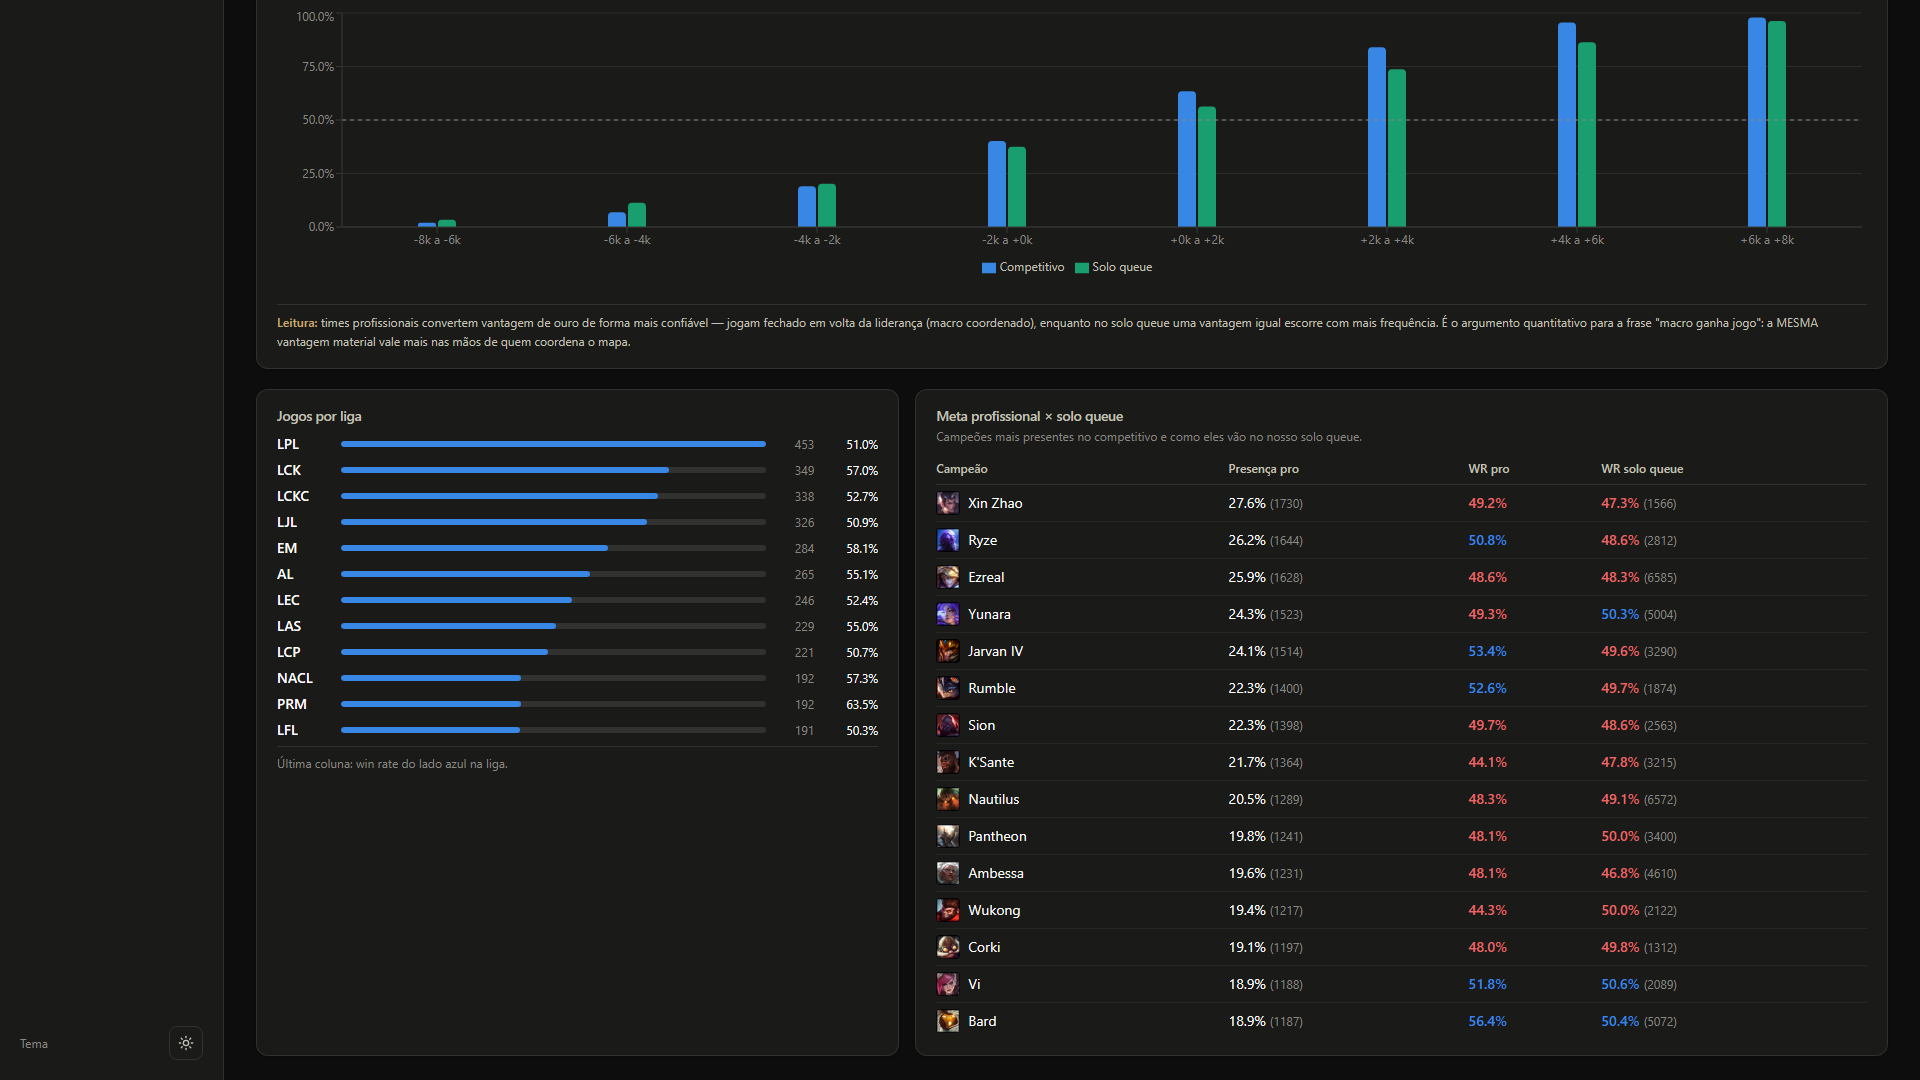 100.0%
75.0%
50.0%
25.0%
0.0%
-8k a -6k
-6k a -4k
-4k a -2k
-2k a +0k
+0k a +2k
+2k a +4k
+4k a +6k
+6k a +8k
Competitivo Solo queue
Leitura: times profissionais convertem vantagem de ouro de forma mais confiável — jogam fechado em volta da liderança (macro coordenado), enquanto no solo queue uma vantagem igual escorre com mais frequência. É o argumento quantitativo para a frase "macro ganha jogo": a MESMA
vantagem material vale mais nas mãos de quem coordena o mapa.
Jogos por liga
LPL 453 51.0%
LCK 349 57.0%
LCKC 338 52.7%
LJL 326 50.9%
EM 284 58.1%
AL 265 55.1%
LEC 246 52.4%
LAS 229 55.0%
LCP 221 50.7%
NACL 192 57.3%
PRM 192 63.5%
LFL 191 50.3%
Última coluna: win rate do lado azul na liga.
Meta profissional × solo queue
Campeões mais presentes no competitivo e como eles vão no nosso solo queue.
Campeão Presença pro WR pro WR solo queue
Xin Zhao 27.6% (1730) 49.2% 47.3% (1566)
Ryze 26.2% (1644) 50.8% 48.6% (2812)
Ezreal 25.9% (1628) 48.6% 48.3% (6585)
Yunara 24.3% (1523) 49.3% 50.3% (5004)
Jarvan IV 24.1% (1514) 53.4% 49.6% (3290)
Rumble 22.3% (1400) 52.6% 49.7% (1874)
Sion 22.3% (1398) 49.7% 48.6% (2563)
K'Sante 21.7% (1364) 44.1% 47.8% (3215)
Nautilus 20.5% (1289) 48.3% 49.1% (6572)
Pantheon 19.8% (1241) 48.1% 50.0% (3400)
Ambessa 19.6% (1231) 48.1% 46.8% (4610)
Wukong 19.4% (1217) 44.3% 50.0% (2122)
Corki 19.1% (1197) 48.0% 49.8% (1312)
Vi 18.9% (1188) 51.8% 50.6% (2089)
Bard 18.9% (1187) 56.4% 50.4% (5072)
Tema